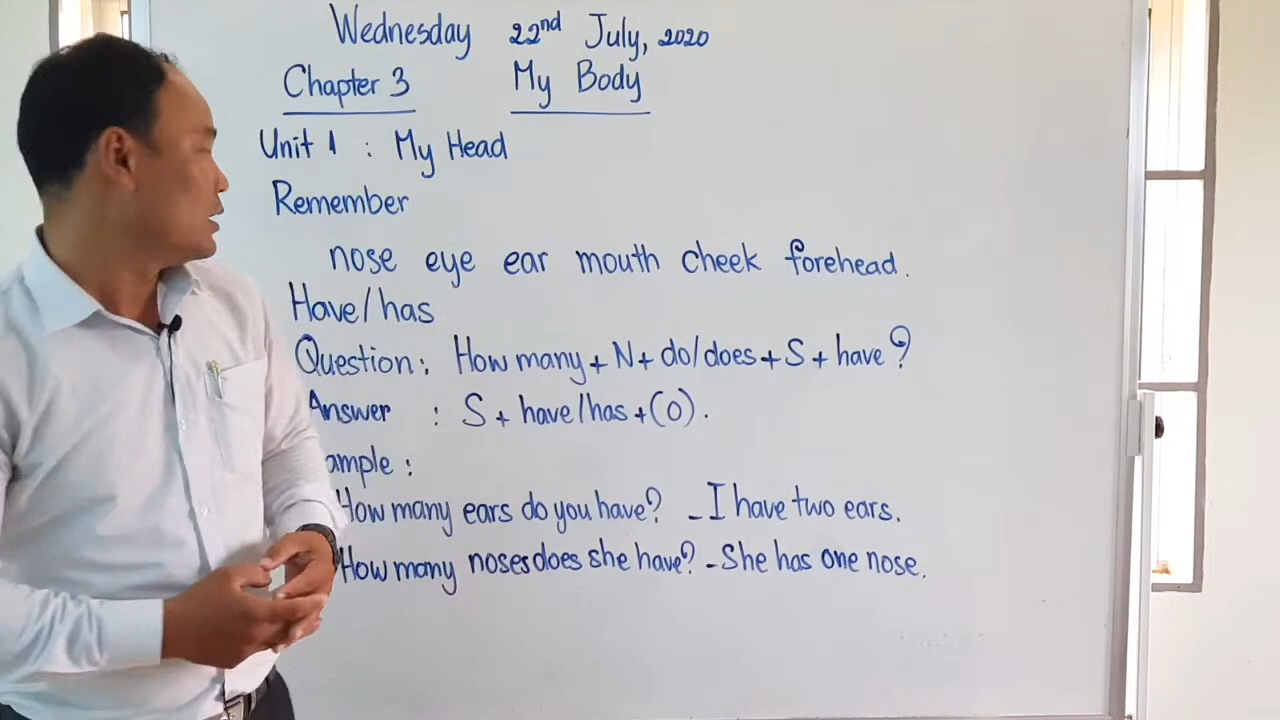 Wednesday 22nd July, 2020
Chapter 3 My Body
Unit 1 : My Head
Remember
nose eye ear mouth cheek forehead.
Have/has
Question: How many + N + do/does + S + have?
Answer : S + have/has + (O).
ample :
How many ears do you have? - I have two ears.
How many noses does she have? - She has one nose.